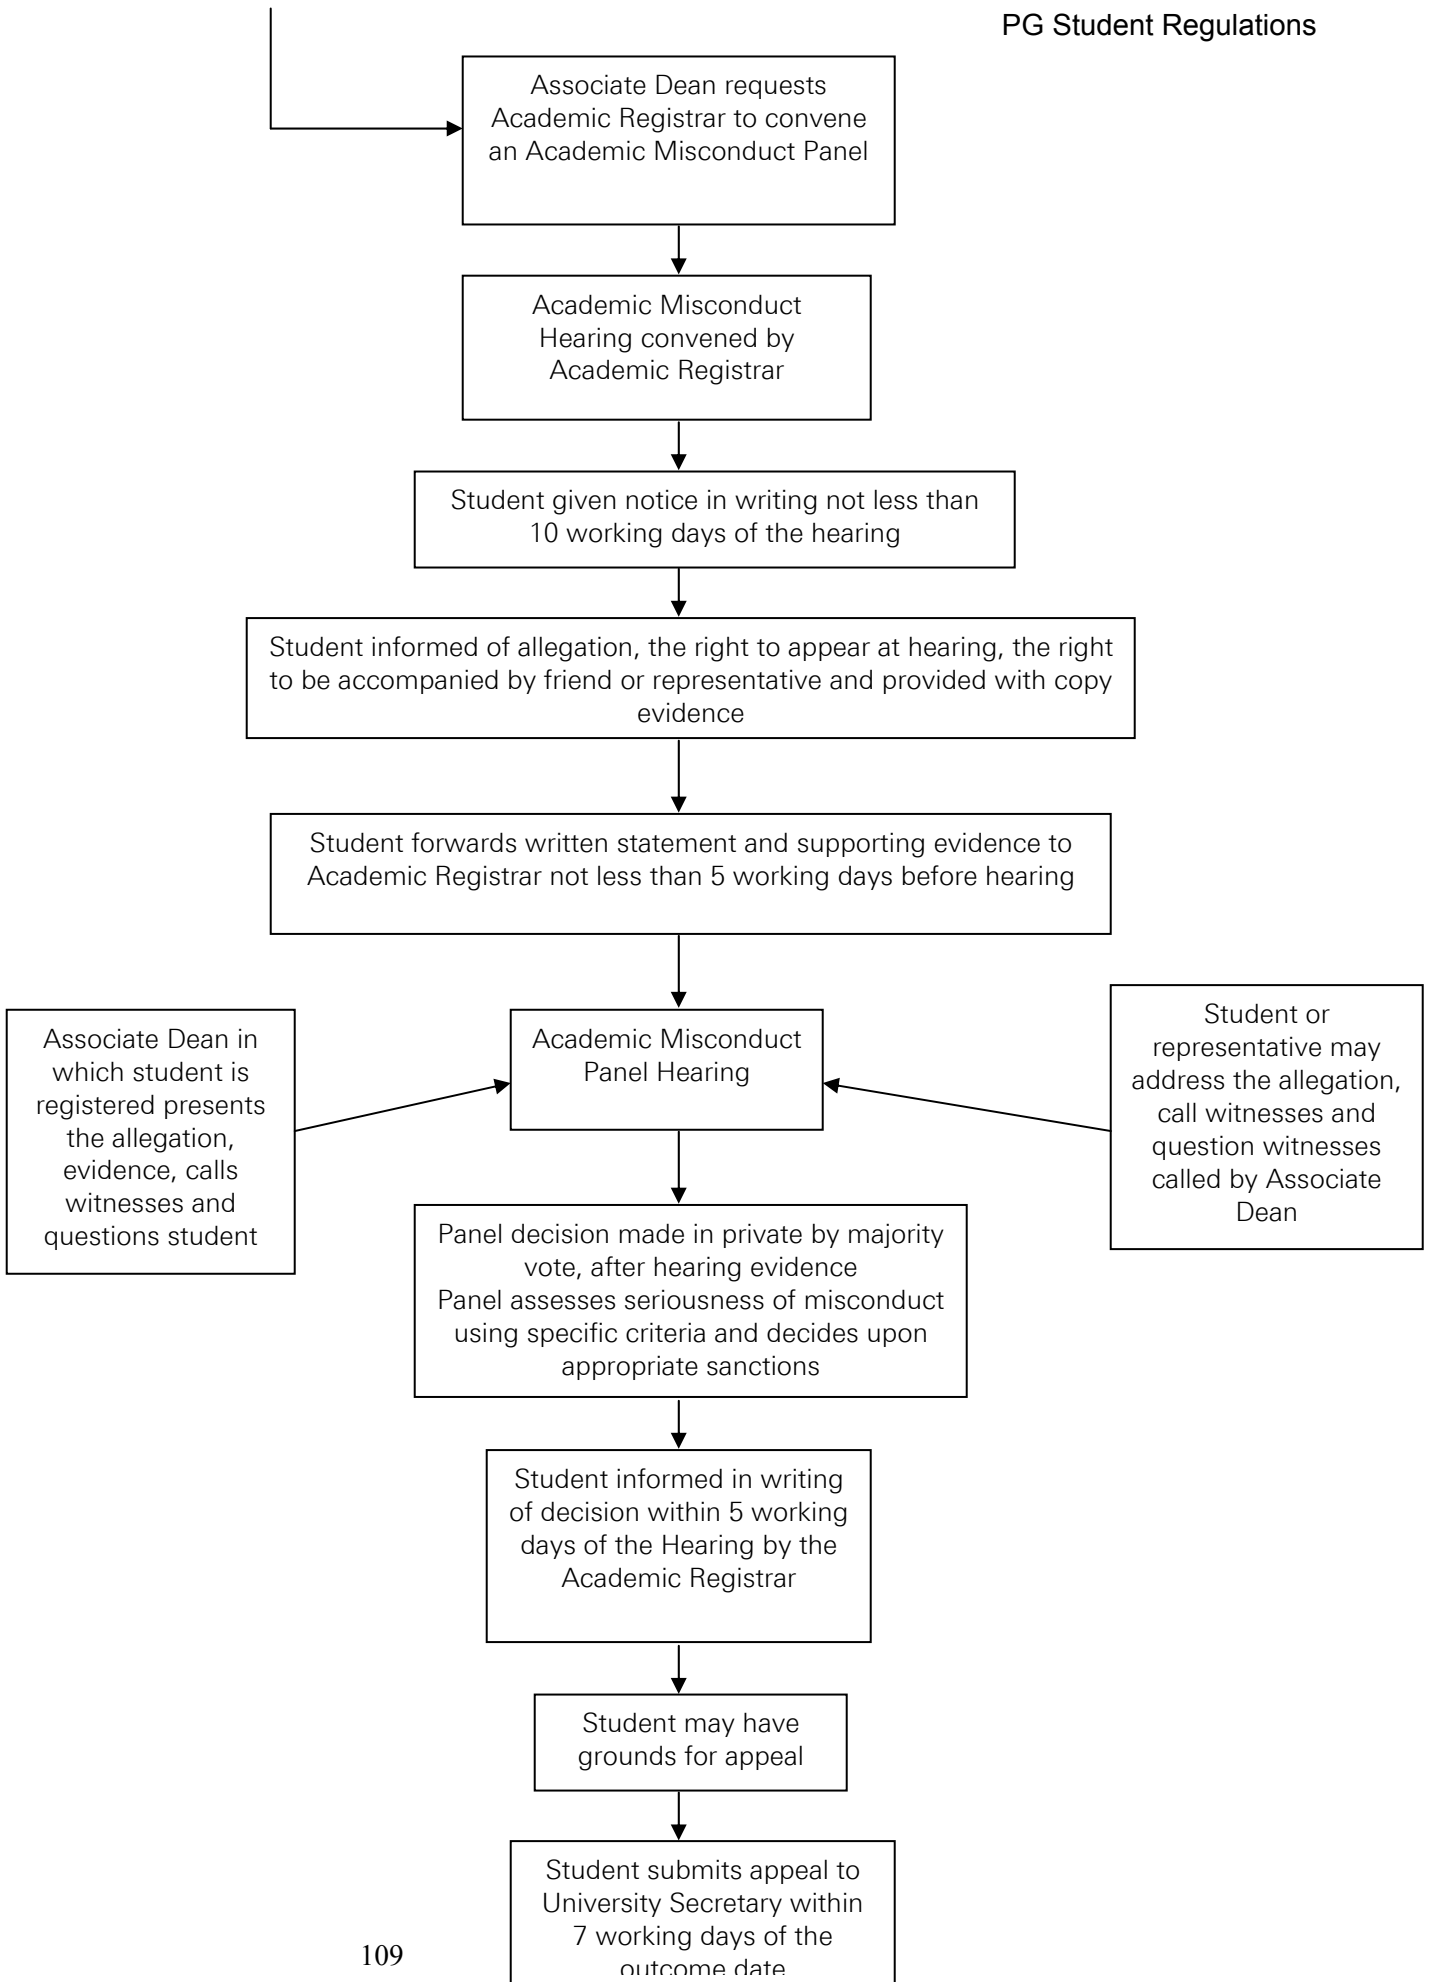 PG Student Regulations
Associate Dean requests
Academic Registrar to convene
an Academic Misconduct Panel
Academic Misconduct
Hearing convened by
Academic Registrar
Student given notice in writing not less than
10 working days of the hearing
Student informed of allegation, the right to appear at hearing, the right
to be accompanied by friend or representative and provided with copy
evidence
Student forwards written statement and supporting evidence to
Academic Registrar not less than 5 working days before hearing
Associate Dean in
which student is
registered presents
the allegation,
evidence, calls
witnesses and
questions student
Academic Misconduct
Panel Hearing
Student or
representative may
address the allegation,
call witnesses and
question witnesses
called by Associate
Dean
Panel decision made in private by majority
vote, after hearing evidence
Panel assesses seriousness of misconduct
using specific criteria and decides upon
appropriate sanctions
Student informed in writing
of decision within 5 working
days of the Hearing by the
Academic Registrar
Student may have
grounds for appeal
Student submits appeal to
University Secretary within
7 working days of the
outcome date
109